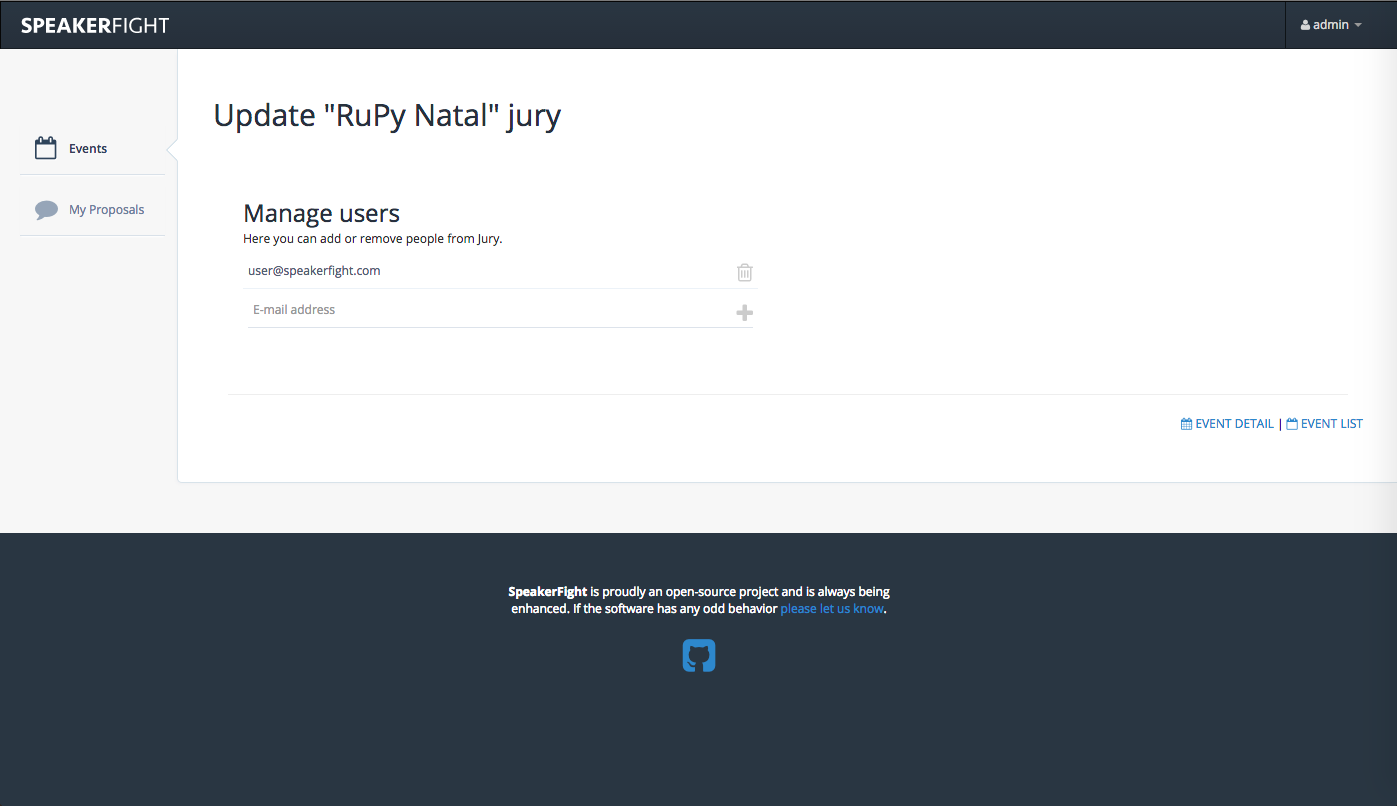 SPEAKERFIGHT
admin
Events
My Proposals
Update "RuPy Natal" jury
Manage users
Here you can add or remove people from Jury.
user@speakerfight.com
E-mail address
EVENT DETAIL | EVENT LIST
SpeakerFight is proudly an open-source project and is always being
enhanced. If the software has any odd behavior please let us know.